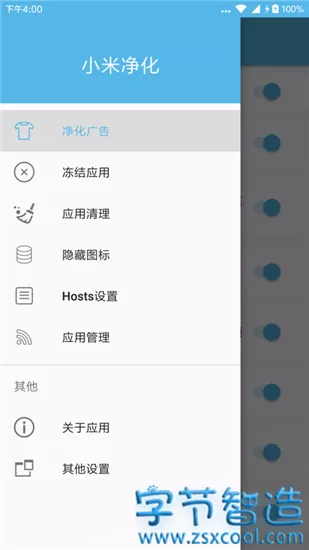 下午4:00
100%
小米净化
净化广告
冻结应用
应用清理
隐藏图标
Hosts设置
应用管理
其他
关于应用
其他设置
字节智造
www.zsxcool.com